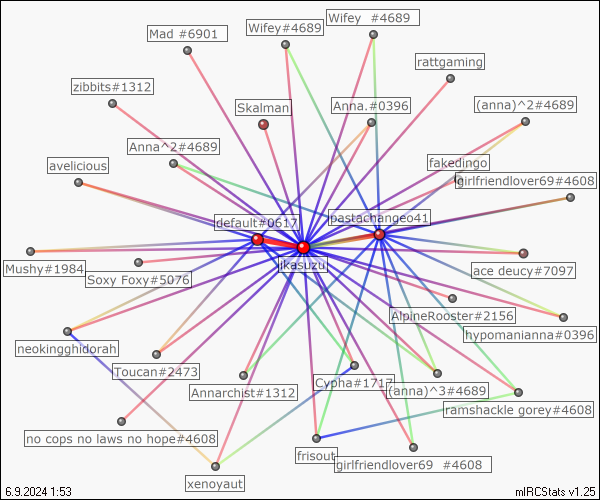 Mad #6901
Wifey#4689
Wifey #4689
rattgaming
zibbits#1312
Skalman
Anna.#0396
(anna)^2#4689
Anna^2#4689
fakedingo
avelicious
girlfriendlover69#4608
default#0617
pastachangeo41
ikasuzu
Mushy#1984
Soxy Foxy#5076
ace deucy#7097
AlpineRooster#2156
hypomanianna#0396
neokingghidorah
Toucan#2473
Annarchist#1312
Cypha#1717
(anna)^3#4689
ramshackle gorey#4608
no cops no laws no hope#4608
frisout
girlfriendlover69 #4608
xenoyaut
6.9.2024 1:53
mIRCStats v1.25